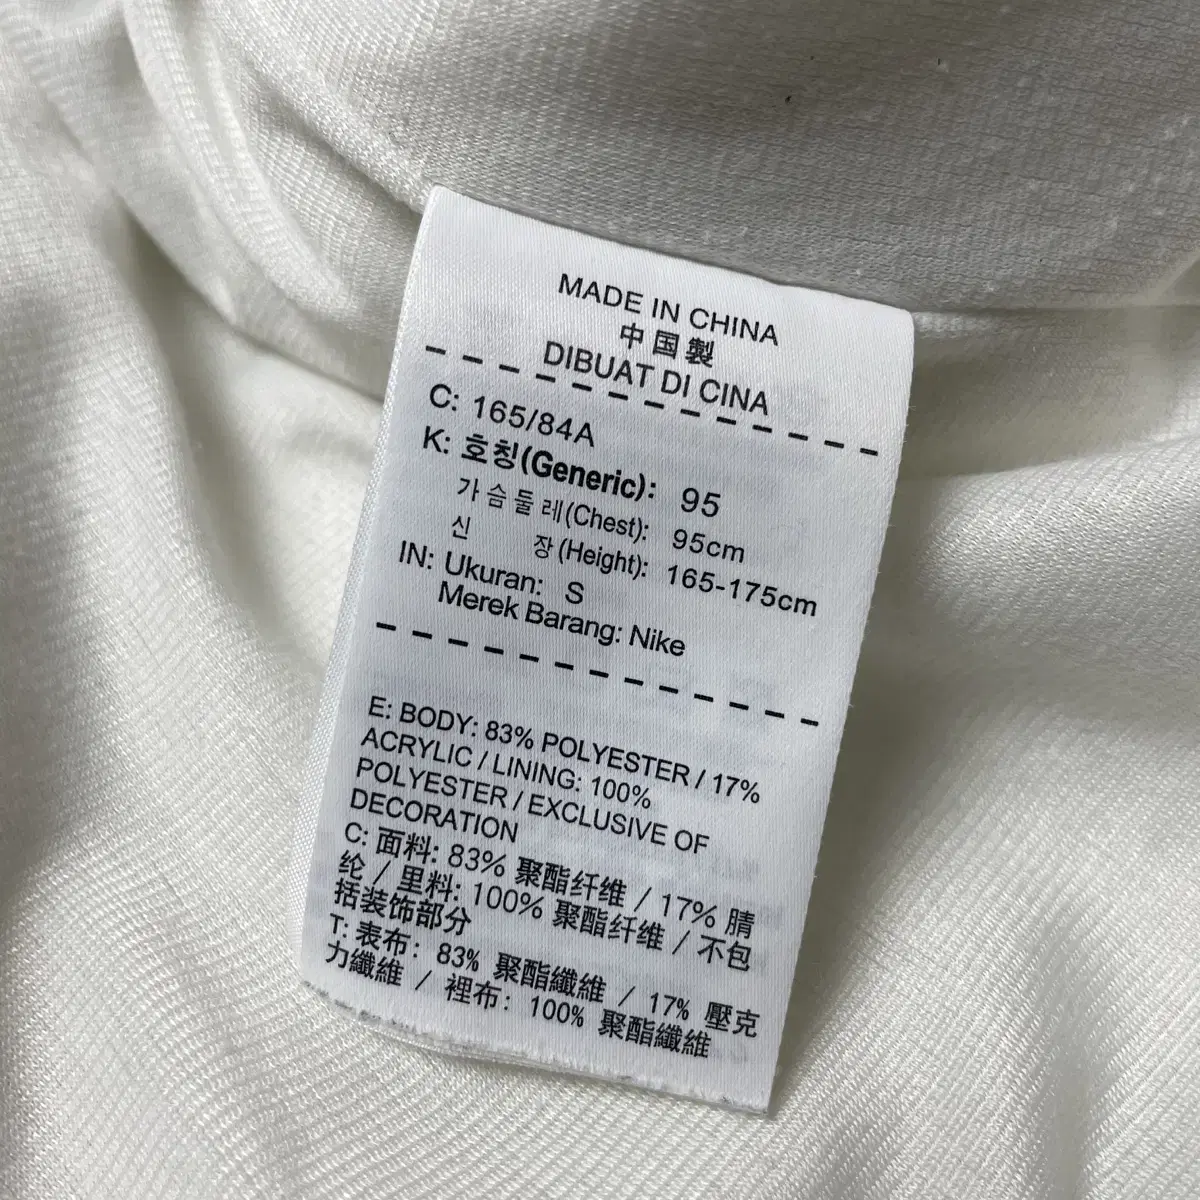 MADE IN CHINA
中国製
DIBUAT DI CINA
C: 165/84A
K: 호칭(Generic): 95
가슴둘레(Chest): 95cm
신 장(Height): 165-175cm
IN: Ukuran: S
Merek Barang: Nike
E: BODY: 83% POLYESTER / 17%
ACRYLIC / LINING: 100%
POLYESTER / EXCLUSIVE OF
DECORATION
C: 面料: 83% 聚酯纤维 / 17% 腈
纶 / 里料: 100% 聚酯纤维 / 不包
括装饰部分
T: 表布: 83% 聚酯纖維 / 17% 壓克
力纖維 / 裡布: 100% 聚酯纖維